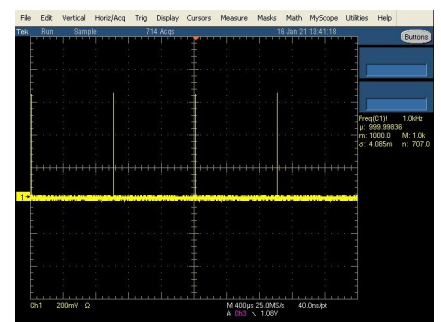 File Edit Vertical Horiz/Acq Trig Display Cursors Measure Masks Math MyScope Utilities Help
Tek Run Sample 714 Acqs 16 Jan 21 13:41:18
Buttons
Freq(C1)! 1.0kHz
µ: 999.99836
m: 1000.0 M: 1.0k
σ: 4.085m n: 707.0
1
Ch1 200mV Ω M 400µs 25.0MS/s 40.0ns/pt
A Ch3 \ 1.08V